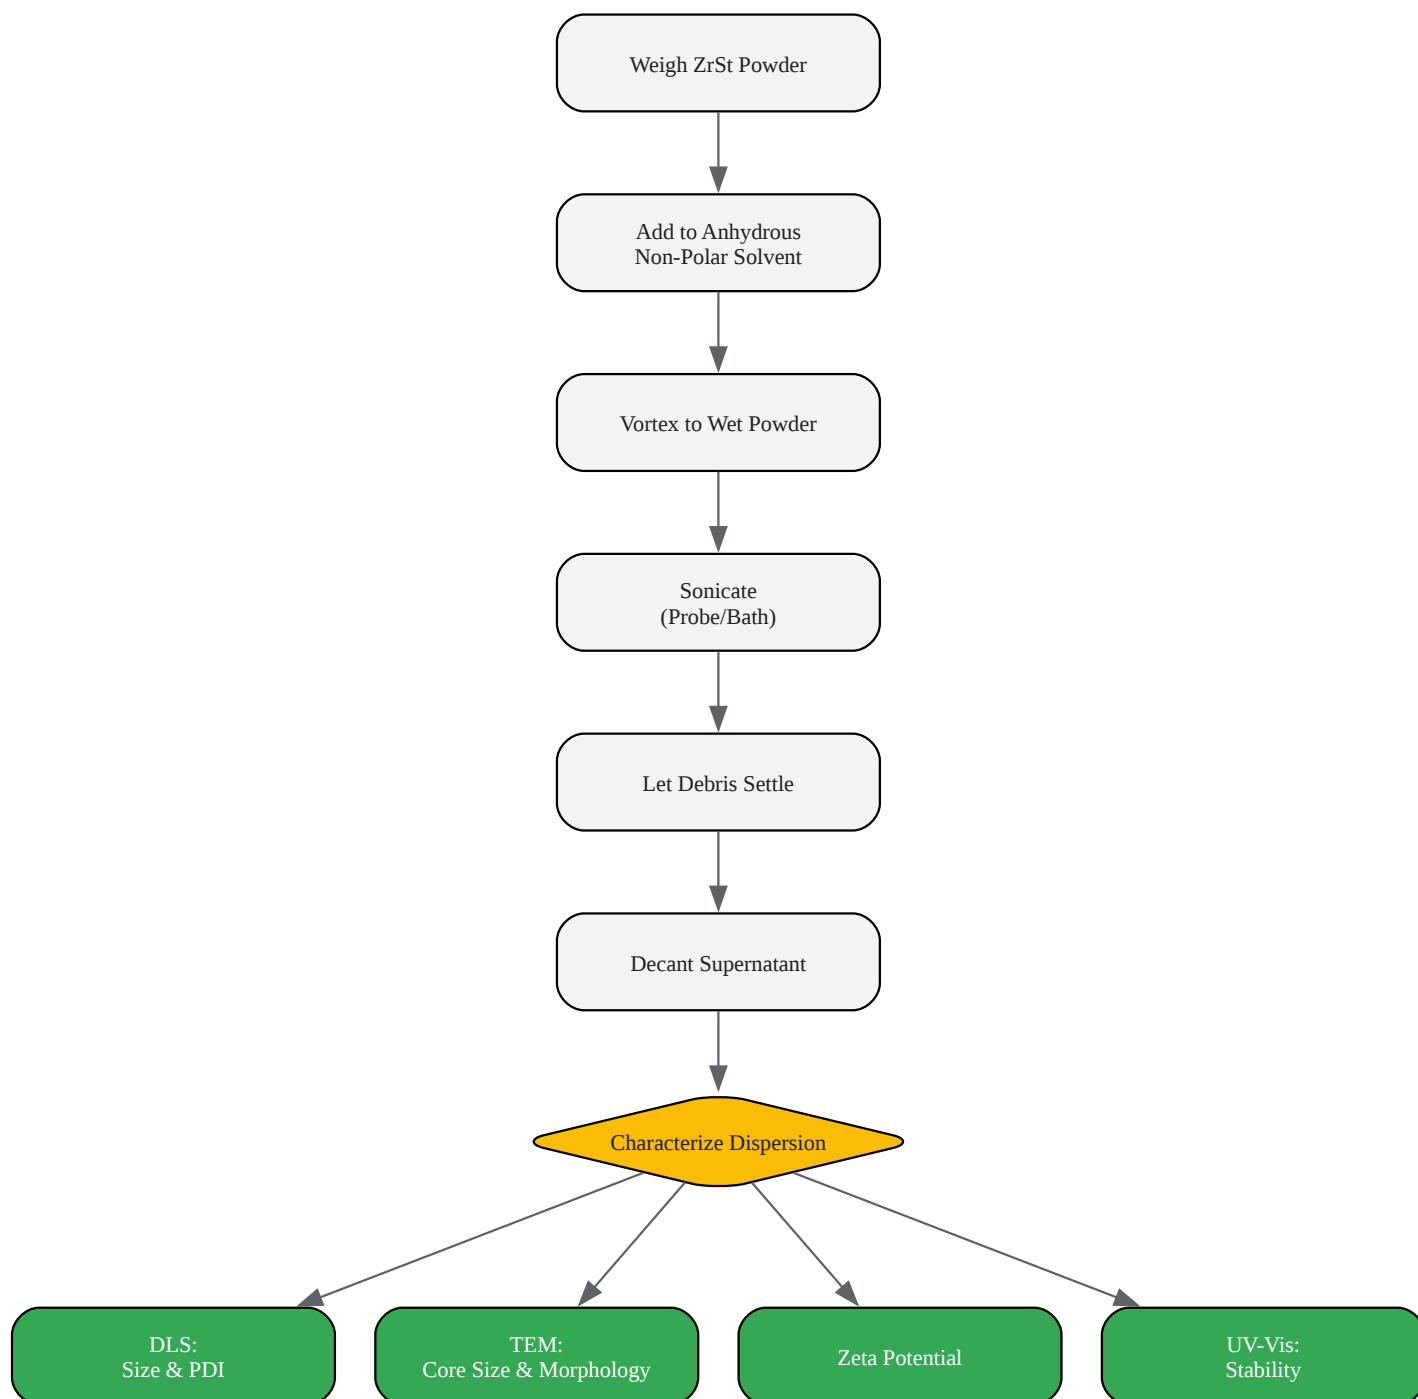 Weigh ZrSt Powder
Add to Anhydrous
Non-Polar Solvent
Vortex to Wet Powder
Sonicate
(Probe/Bath)
Let Debris Settle
Decant Supernatant
Characterize Dispersion
DLS:
Size & PDI
TEM:
Core Size & Morphology
Zeta Potential
UV-Vis:
Stability